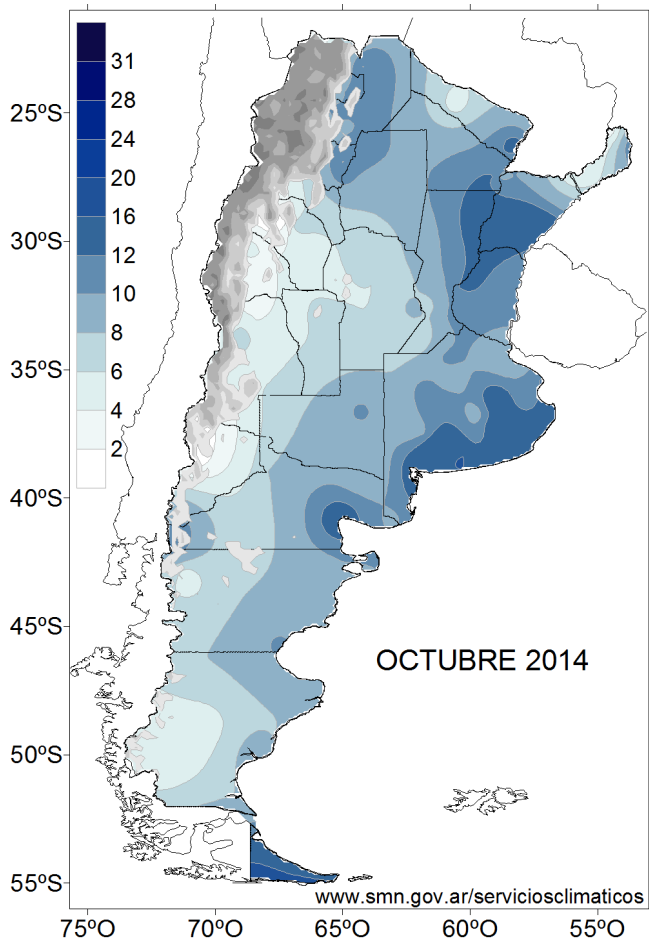 31
28
24
20
16
12
10
8
6
4
2
25ºS
30ºS
35ºS
40ºS
45ºS
50ºS
55ºS
OCTUBRE 2014
www.smn.gov.ar/serviciosclimaticos
75ºO 70ºO 65ºO 60ºO 55ºO